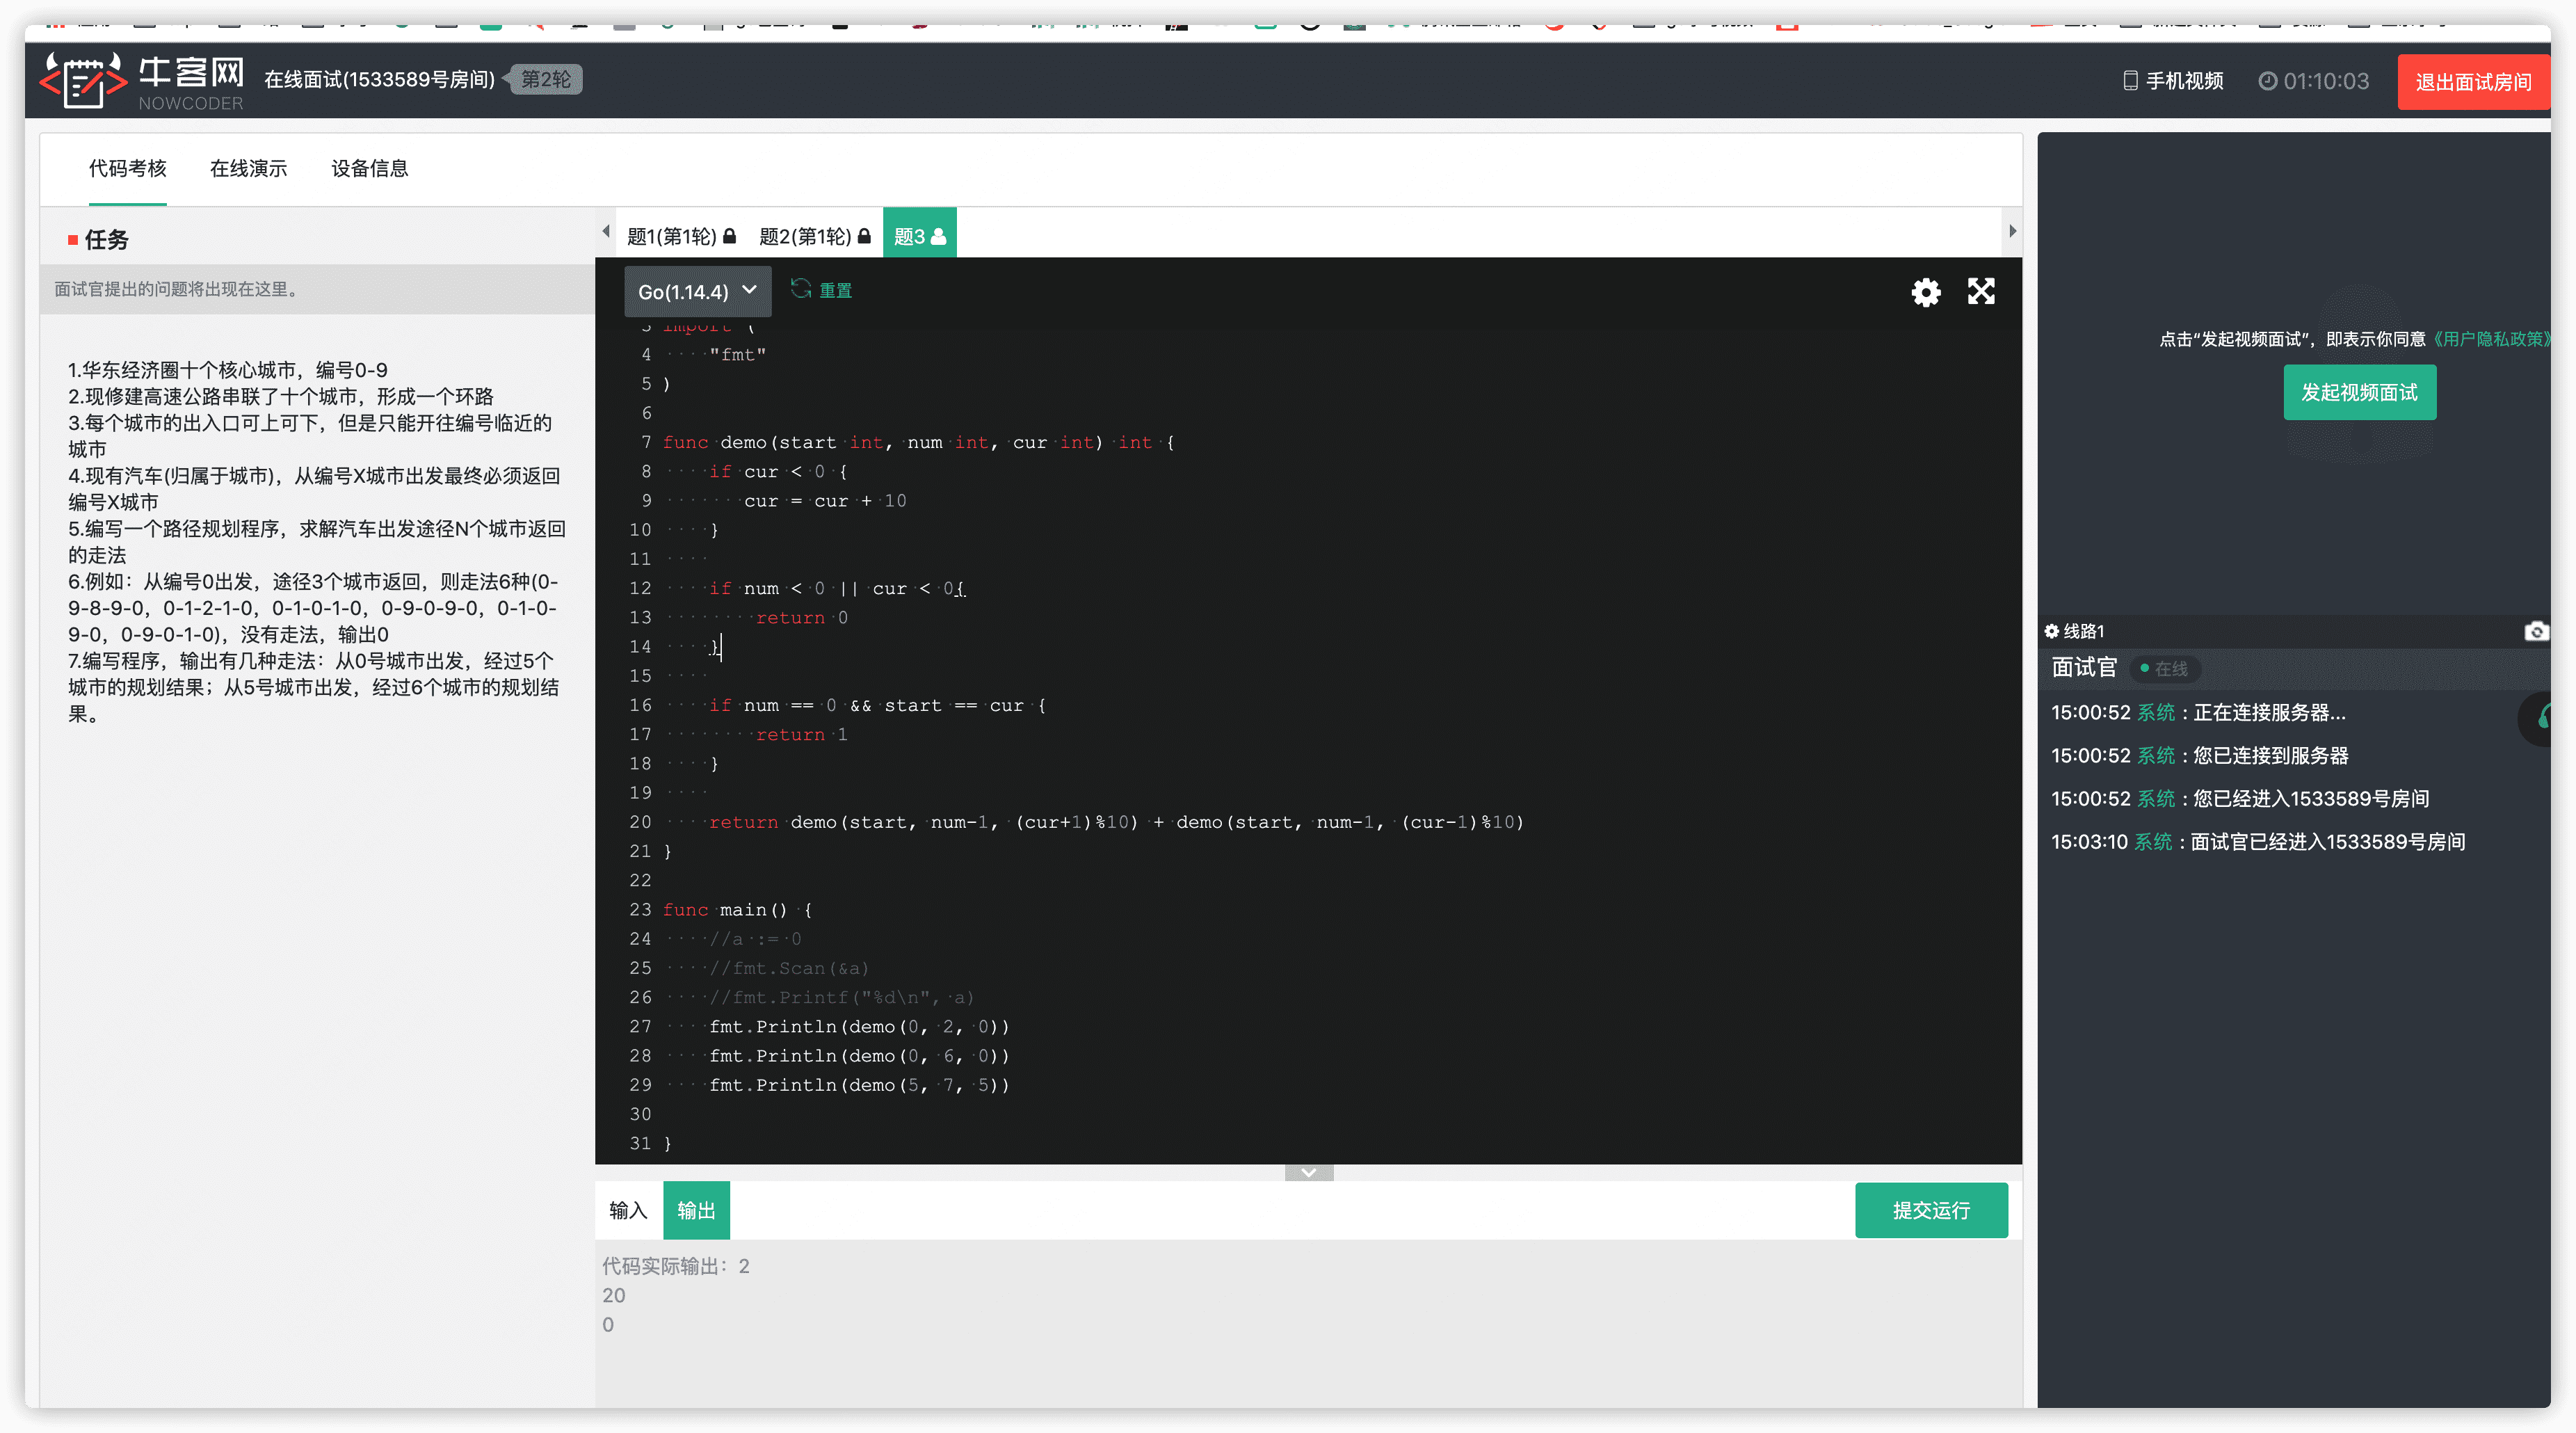 牛客网
NOWCODER
在线面试(1533589号房间)
第2轮
手机视频
01:10:03
退出面试房间
代码考核
在线演示
设备信息
任务
面试官提出的问题将出现在这里。
1.华东经济圈十个核心城市，编号0-9
2.现修建高速公路串联了十个城市，形成一个环路
3.每个城市的出入口可上可下，但是只能开往编号临近的
城市
4.现有汽车(归属于城市)，从编号X城市出发最终必须返回
编号X城市
5.编写一个路径规划程序，求解汽车出发途径N个城市返回
的走法
6.例如：从编号0出发，途径3个城市返回，则走法6种(0-
9-8-9-0，0-1-2-1-0，0-1-0-1-0，0-9-0-9-0，0-1-0-
9-0，0-9-0-1-0)，没有走法，输出0
7.编写程序，输出有几种走法：从0号城市出发，经过5个
城市的规划结果；从5号城市出发，经过6个城市的规划结
果。
题1(第1轮)
题2(第1轮)
题3
Go(1.14.4)
重置
3 import (
4 ····"fmt"
5 )
6
7 func demo(start int, num int, cur int) int {
8 ····if cur < 0 {
9 ·······cur = cur + 10
10 ····}
11 ····
12 ····if num < 0 || cur < 0{
13 ········return 0
14 ····}
15 ····
16 ····if num == 0 && start == cur {
17 ········return 1
18 ····}
19 ····
20 ····return demo(start, num-1, (cur+1)%10) + demo(start, num-1, (cur-1)%10)
21 }
22
23 func main() {
24 ····//a := 0
25 ····//fmt.Scan(&a)
26 ····//fmt.Printf("%d\n", a)
27 ····fmt.Println(demo(0, 2, 0))
28 ····fmt.Println(demo(0, 6, 0))
29 ····fmt.Println(demo(5, 7, 5))
30
31 }
输入
输出
提交运行
代码实际输出：2
20
0
点击“发起视频面试”，即表示你同意《用户隐私政策》
发起视频面试
线路1
面试官
在线
15:00:52 系统：正在连接服务器...
15:00:52 系统：您已连接到服务器
15:00:52 系统：您已经进入1533589号房间
15:03:10 系统：面试官已经进入1533589号房间